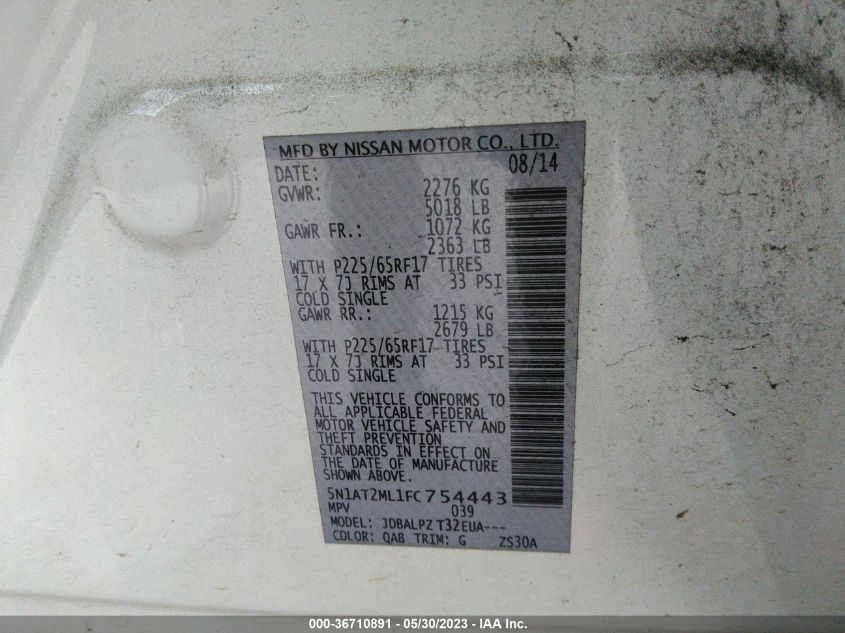 MFD BY NISSAN MOTOR CO., LTD.
DATE: 08/14
GVWR: 2276 KG
5018 LB
GAWR FR.: 1072 KG
2363 LB
WITH P225/65RF17 TIRES
17 X 7J RIMS AT 33 PSI
COLD SINGLE
GAWR RR.: 1215 KG
2679 LB
WITH P225/65RF17 TIRES
17 X 7J RIMS AT 33 PSI
COLD SINGLE
THIS VEHICLE CONFORMS TO
ALL APPLICABLE FEDERAL
MOTOR VEHICLE SAFETY AND
THEFT PREVENTION
STANDARDS IN EFFECT ON
THE DATE OF MANUFACTURE
SHOWN ABOVE.
5N1AT2ML1FC754443
MPV 039
MODEL: JDBALPZ T32EUA---
COLOR: QAB TRIM: G ZS30A
000-36710891 - 05/30/2023 - IAA Inc.